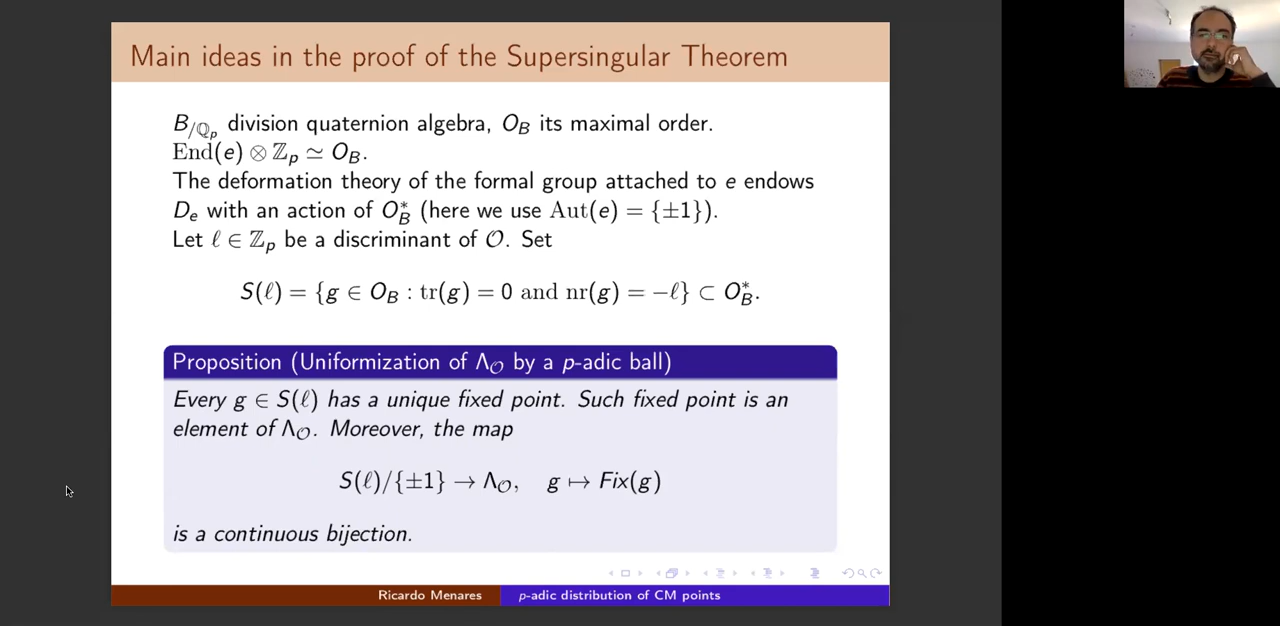 Main ideas in the proof of the Supersingular Theorem
B/ℚp division quaternion algebra, OB its maximal order.
End(e) ⊗ ℤp ≃ OB.
The deformation theory of the formal group attached to e endows
De with an action of O*B (here we use Aut(e) = {±1}).
Let ℓ ∈ ℤp be a discriminant of 𝒪. Set
S(ℓ) = {g ∈ OB : tr(g) = 0 and nr(g) = −ℓ} ⊂ O*B.
Proposition (Uniformization of Λ𝒪 by a p-adic ball)
Every g ∈ S(ℓ) has a unique fixed point. Such fixed point is an
element of Λ𝒪. Moreover, the map
S(ℓ)/{±1} → Λ𝒪, g ↦ Fix(g)
is a continuous bijection.
Ricardo Menares
p-adic distribution of CM points